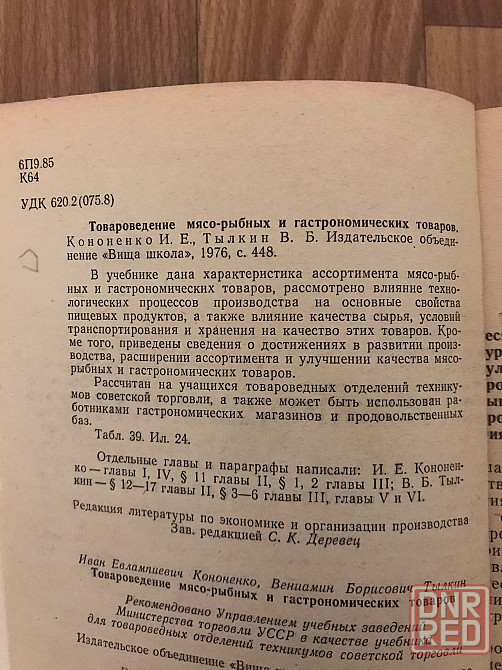 6П9.85
К64
УДК 620.2(075.8)
Товароведение мясо-рыбных и гастрономических товаров.
Кононенко И. Е., Тылкин В. Б. Издательское объеди-
нение «Вища школа», 1976, с. 448.
В учебнике дана характеристика ассортимента мясо-рыб-
ных и гастрономических товаров, рассмотрено влияние техно-
логических процессов производства на основные свойства
пищевых продуктов, а также влияние качества сырья, условий
транспортирования и хранения на качество этих товаров. Кро-
ме того, приведены сведения о достижениях в развитии произ-
водства, расширении ассортимента и улучшении качества мясо-
рыбных и гастрономических товаров.
Рассчитан на учащихся товароведных отделений технику-
мов советской торговли, а также может быть использован ра-
ботниками гастрономических магазинов и продовольственных
баз.
Табл. 39. Ил. 24.
Отдельные главы и параграфы написали: И. Е. Кононен-
ко — главы I, IV, § 11 главы II, § 1, 2 главы III; В. Б. Тыл-
кин — § 12—17 главы II, § 3—6 главы III, главы V и VI.
Редакция литературы по экономике и организации производства
Зав. редакцией С. К. Деревец
Иван Евлампиевич Кононенко, Вениамин Борисович Тылкин
Товароведение мясо-рыбных и гастрономических товаров
Рекомендовано Управлением учебных заведений
Министерства торговли УССР в качестве учебника
для товароведных отделений техникумов советской торговли
Издательское объединение «Вища
DNR
RED